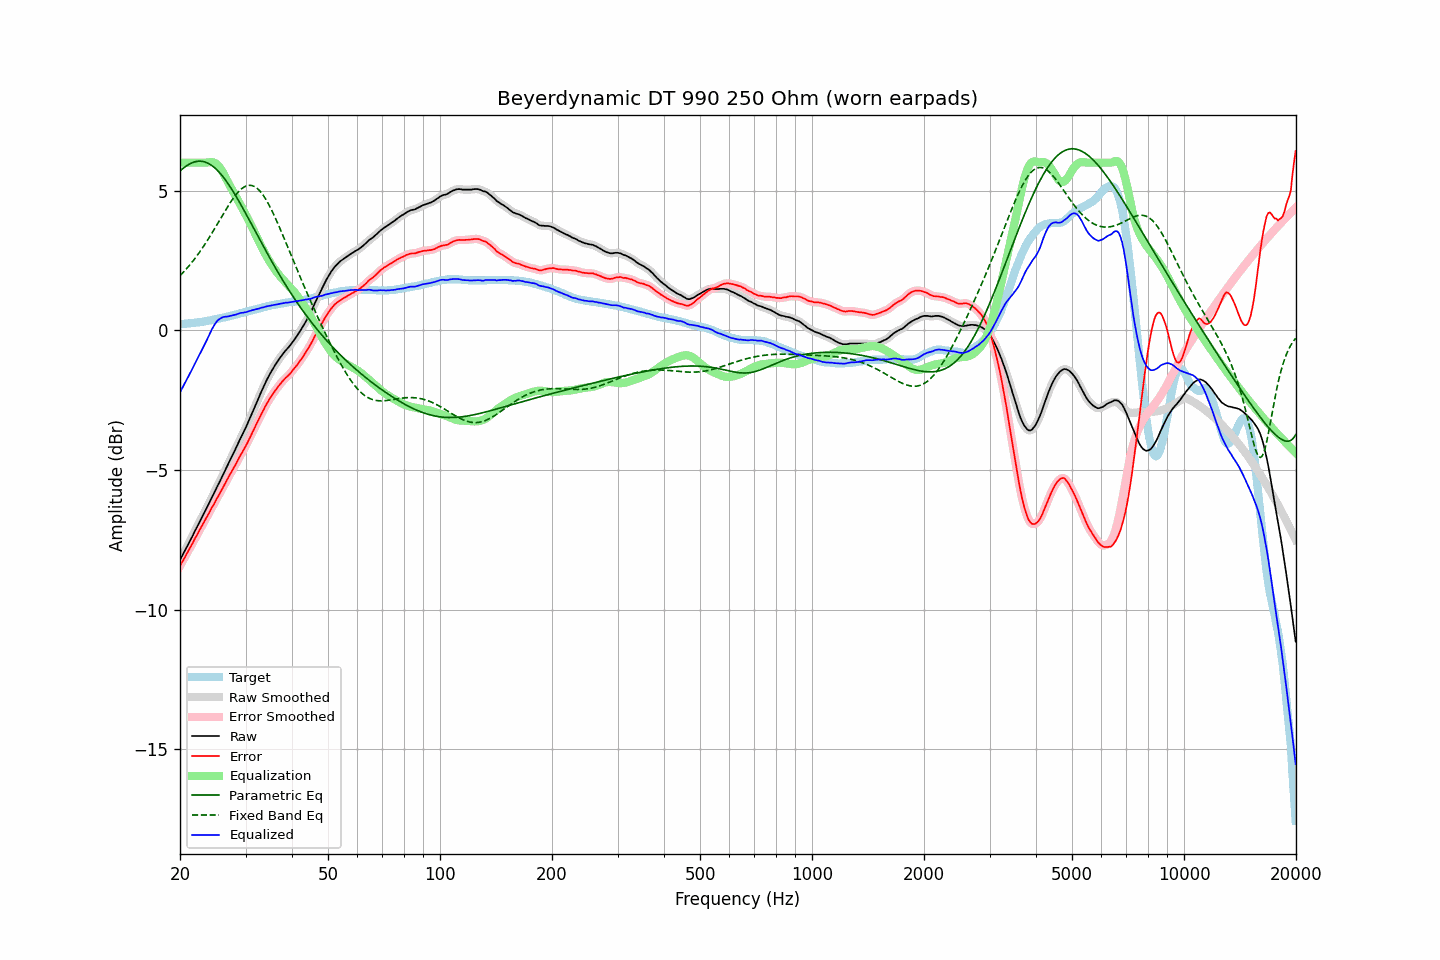 Beyerdynamic DT 990 250 Ohm (worn earpads)
Amplitude (dBr)
5
0
−5
−10
−15
Target
Raw Smoothed
Error Smoothed
Raw
Error
Equalization
Parametric Eq
Fixed Band Eq
Equalized
20 50 100 200 500 1000 2000 5000 10000 20000
Frequency (Hz)